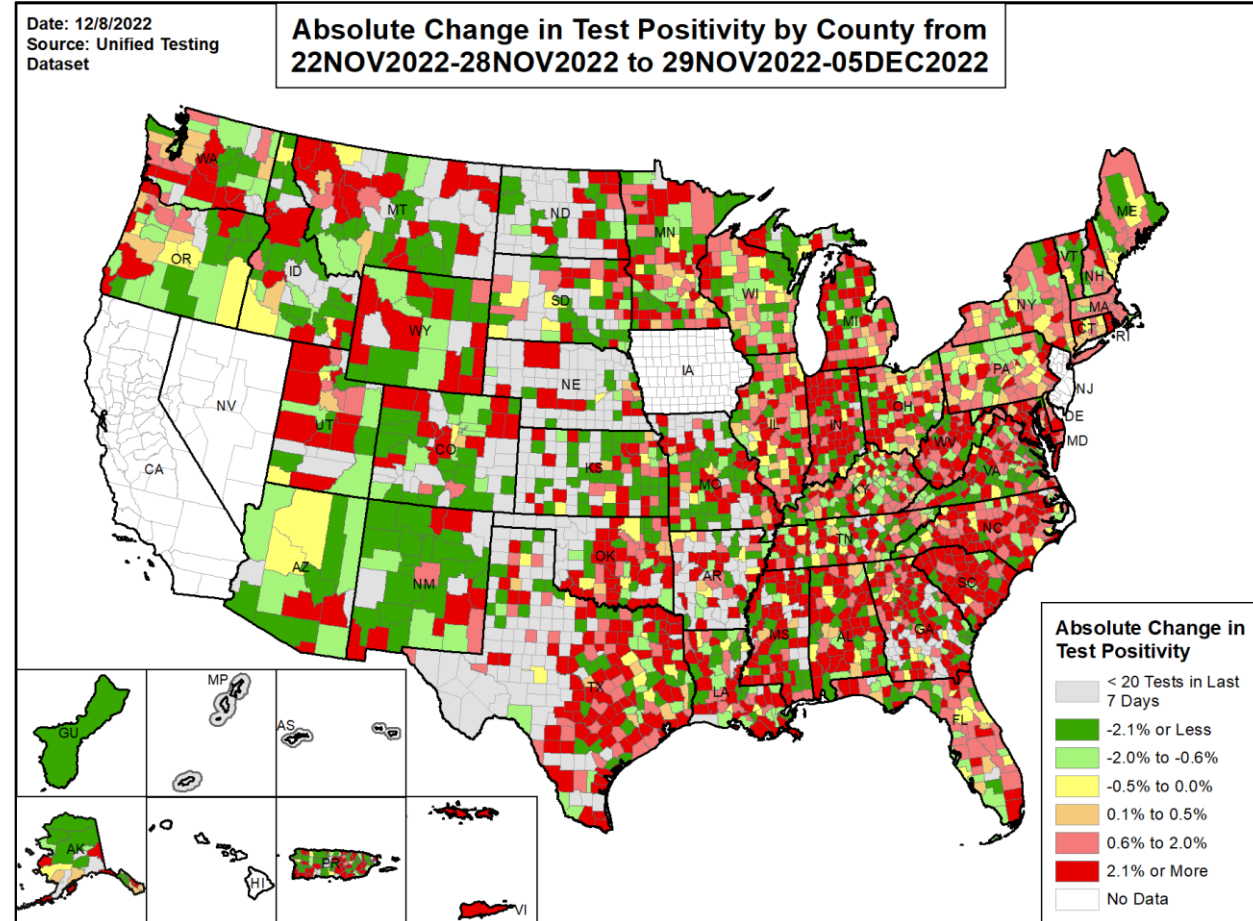 Date: 12/8/2022
Source: Unified Testing
Dataset
Absolute Change in Test Positivity by County from
22NOV2022-28NOV2022 to 29NOV2022-05DEC2022
WA
MT
ND
MN
ME
OR
ID
SD
WI
VT
NH
NY
MA
WY
MI
CT
RI
IA
NE
PA
NJ
NV
OH
DE
UT
IL
IN
WV
MD
CA
CO
KS
MO
KY
VA
NC
TN
OK
AZ
NM
AR
SC
MS
AL
GA
TX
LA
FL
MP
GU
AS
AK
HI
PR
VI
Absolute Change in
Test Positivity
< 20 Tests in Last
7 Days
-2.1% or Less
-2.0% to -0.6%
-0.5% to 0.0%
0.1% to 0.5%
0.6% to 2.0%
2.1% or More
No Data